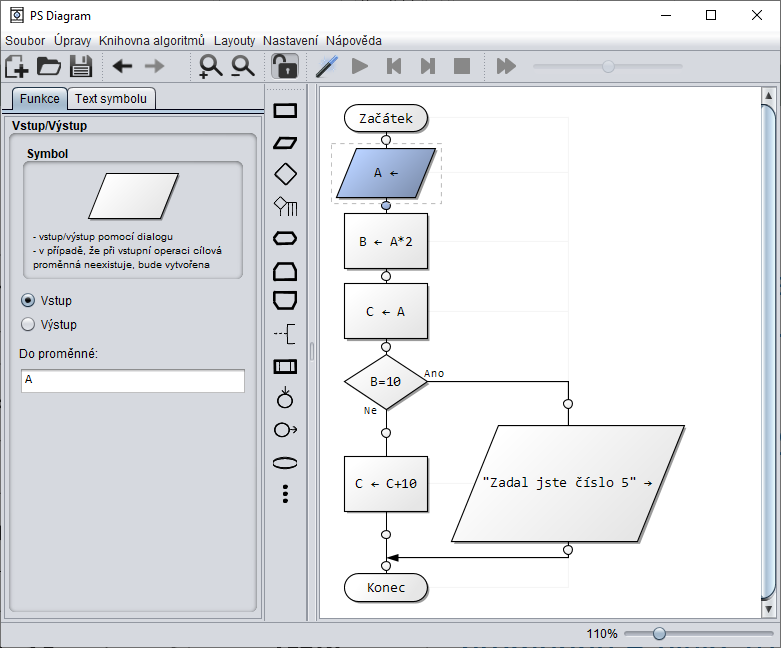 PS Diagram
Soubor Úpravy Knihovna algoritmů Layouty Nastavení Nápověda
Funkce Text symbolu
Vstup/Výstup
Symbol
- vstup/výstup pomocí dialogu
- v případě, že při vstupní operaci cílová
proměnná neexistuje, bude vytvořena
Vstup
Výstup
Do proměnné:
A
Začátek
A ←
B ← A*2
C ← A
B=10
Ano
Ne
C ← C+10
"Zadal jste číslo 5" →
Konec
110%